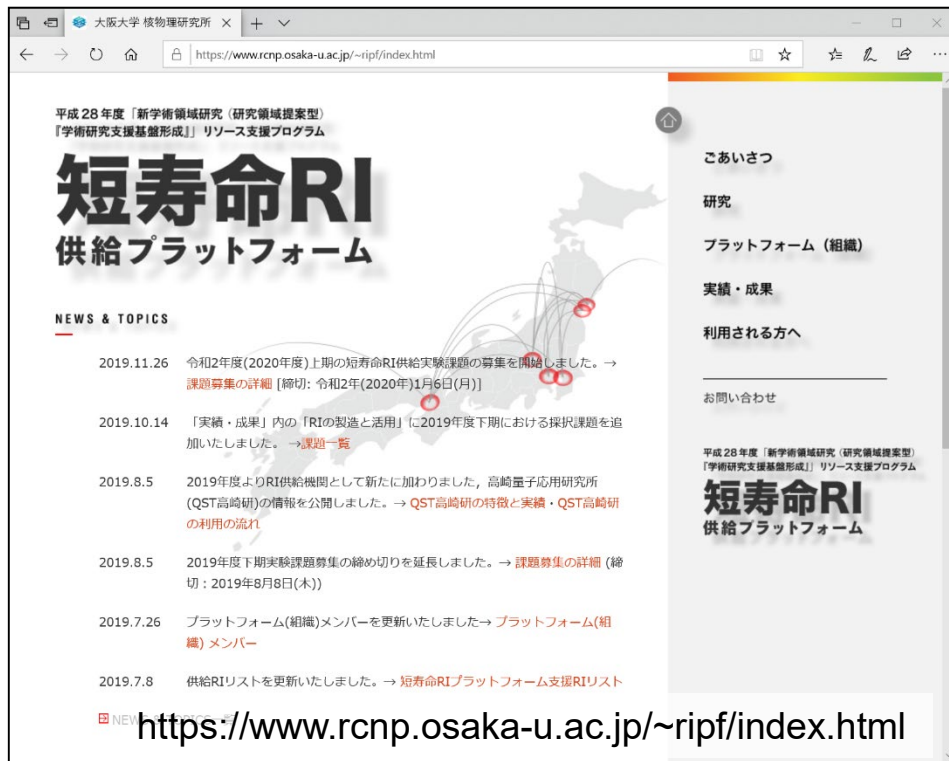 大阪大学 核物理研究所
https://www.rcnp.osaka-u.ac.jp/~ripf/index.html
平成28年度「新学術領域研究（研究領域提案型）
『学術研究支援基盤形成』」リソース支援プログラム
短寿命RI
供給プラットフォーム
NEWS & TOPICS
2019.11.26 令和2年度(2020年度)上期の短寿命RI供給実験課題の募集を開始しました。→
課題募集の詳細 [締切: 令和2年(2020年)1月6日(月)]
2019.10.14 「実績・成果」内の「RIの製造と活用」に2019年度下期における採択課題を追
加いたしました。 →課題一覧
2019.8.5 2019年度よりRI供給機関として新たに加わりました，高崎量子応用研究所
(QST高崎研)の情報を公開しました。→ QST高崎研の特徴と実績・QST高崎研
の利用の流れ
2019.8.5 2019年度下期実験課題募集の締め切りを延長しました。→ 課題募集の詳細 (締
切：2019年8月8日(木))
2019.7.26 プラットフォーム(組織)メンバーを更新いたしました→ プラットフォーム(組
織) メンバー
2019.7.8 供給RIリストを更新いたしました。→ 短寿命RIプラットフォーム支援RIリスト
NEWS & TOPICS一覧
ごあいさつ
研究
プラットフォーム（組織）
実績・成果
利用される方へ
お問い合わせ
平成28年度「新学術領域研究（研究領域提案型）
『学術研究支援基盤形成』」リソース支援プログラム
短寿命RI
供給プラットフォーム
https://www.rcnp.osaka-u.ac.jp/~ripf/index.html